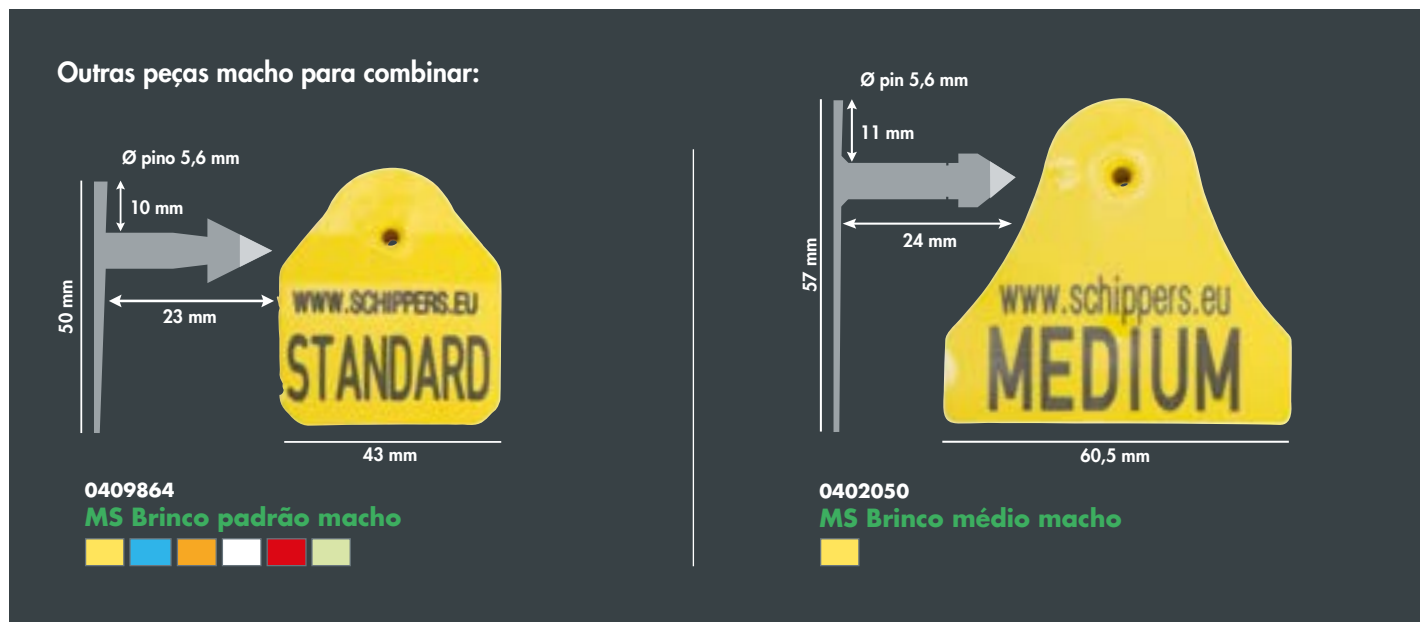 Outras peças macho para combinar:
Ø pino 5,6 mm
10 mm
50 mm
23 mm
WWW.SCHIPPERS.EU
STANDARD
43 mm
0409864
MS Brinco padrão macho
Ø pin 5,6 mm
11 mm
57 mm
24 mm
www.schippers.eu
MEDIUM
60,5 mm
0402050
MS Brinco médio macho